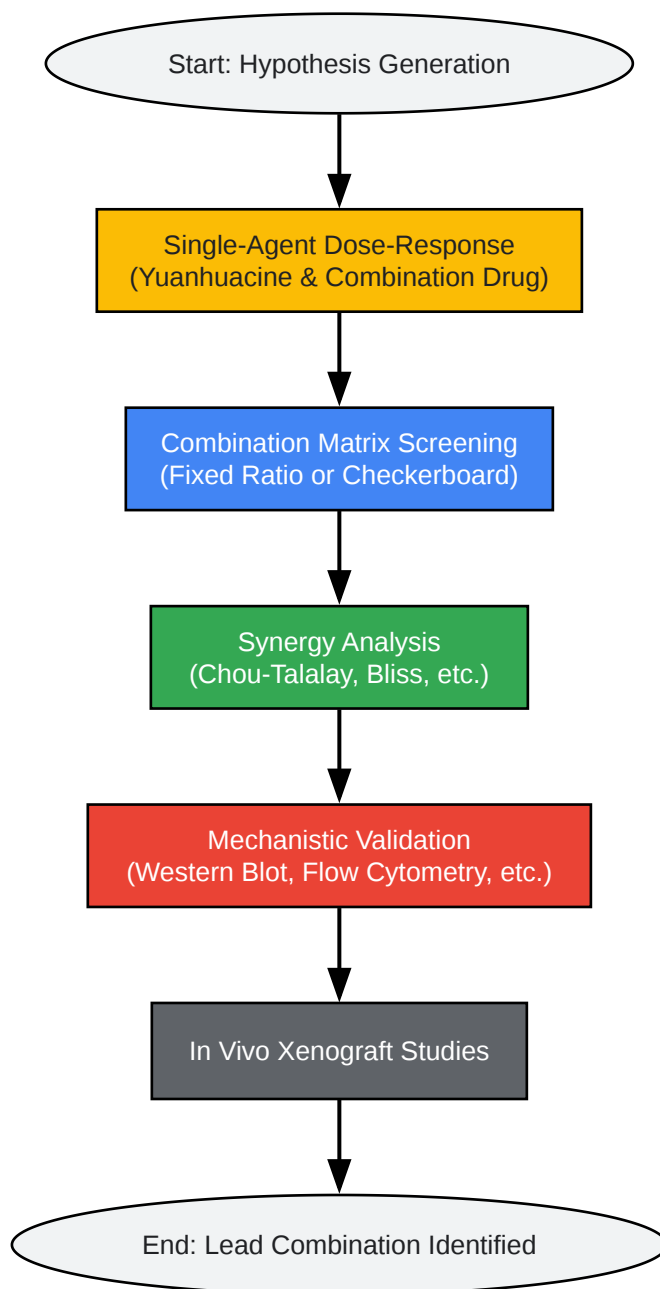 Start: Hypothesis Generation
Single-Agent Dose-Response
(Yuanhuacine & Combination Drug)
Combination Matrix Screening
(Fixed Ratio or Checkerboard)
Synergy Analysis
(Chou-Talalay, Bliss, etc.)
Mechanistic Validation
(Western Blot, Flow Cytometry, etc.)
In Vivo Xenograft Studies
End: Lead Combination Identified